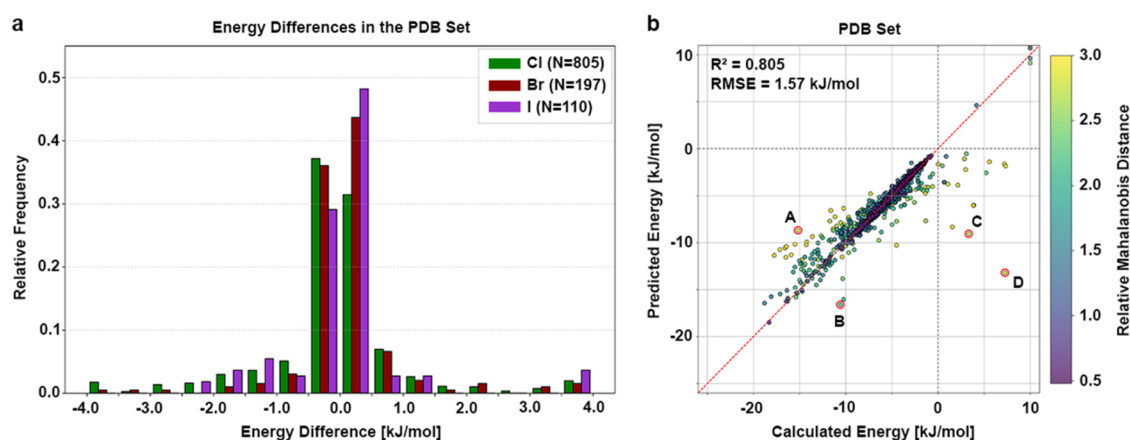 a
Energy Differences in the PDB Set
Cl (N=805)
Br (N=197)
I (N=110)
Relative Frequency
0.5
0.4
0.3
0.2
0.1
0.0
-4.0 -3.0 -2.0 -1.0 0.0 1.0 2.0 3.0 4.0
Energy Difference [kJ/mol]
b
PDB Set
R² = 0.805
RMSE = 1.57 kJ/mol
Predicted Energy [kJ/mol]
10
0
-10
-20
A
B
C
D
-20 -10 0 10
Calculated Energy [kJ/mol]
3.0
2.5
2.0
1.5
1.0
0.5
Relative Mahalanobis Distance